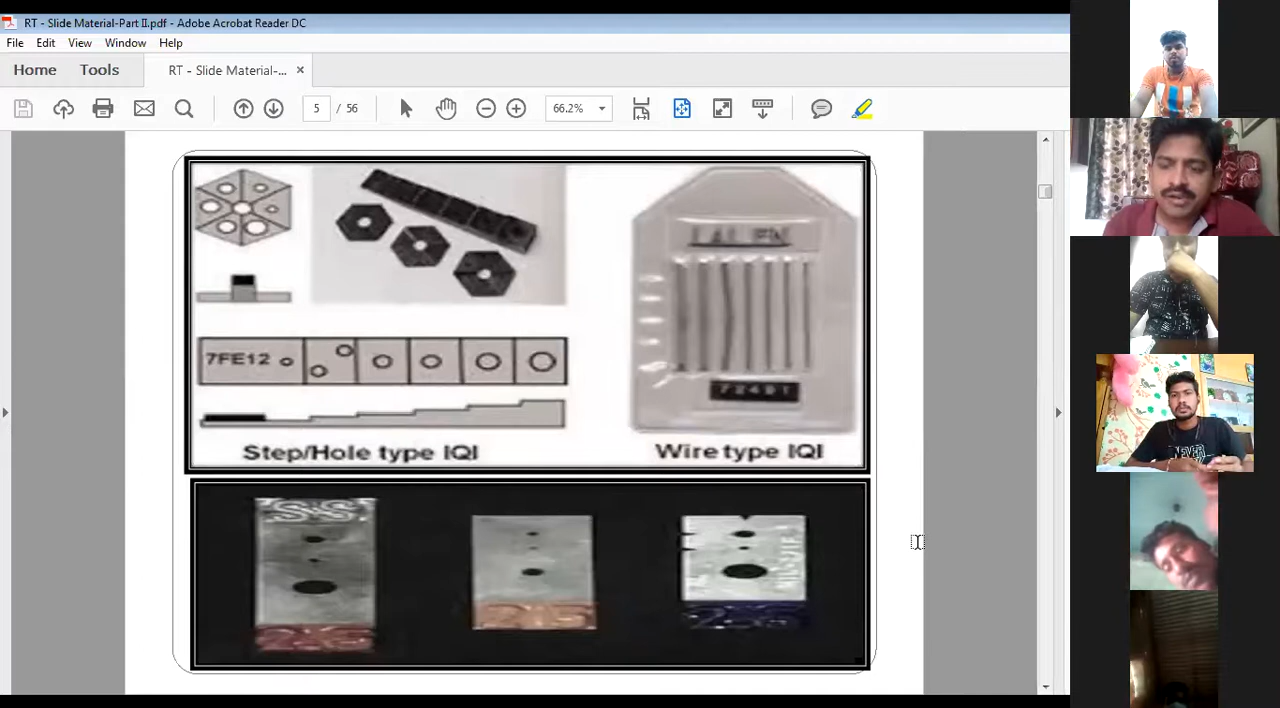 RT - Slide Material-Part II.pdf - Adobe Acrobat Reader DC
File Edit View Window Help
Home Tools RT - Slide Material-... ×
5 / 56 66.2%
7FE12
Step/Hole type IQI
Wire type IQI